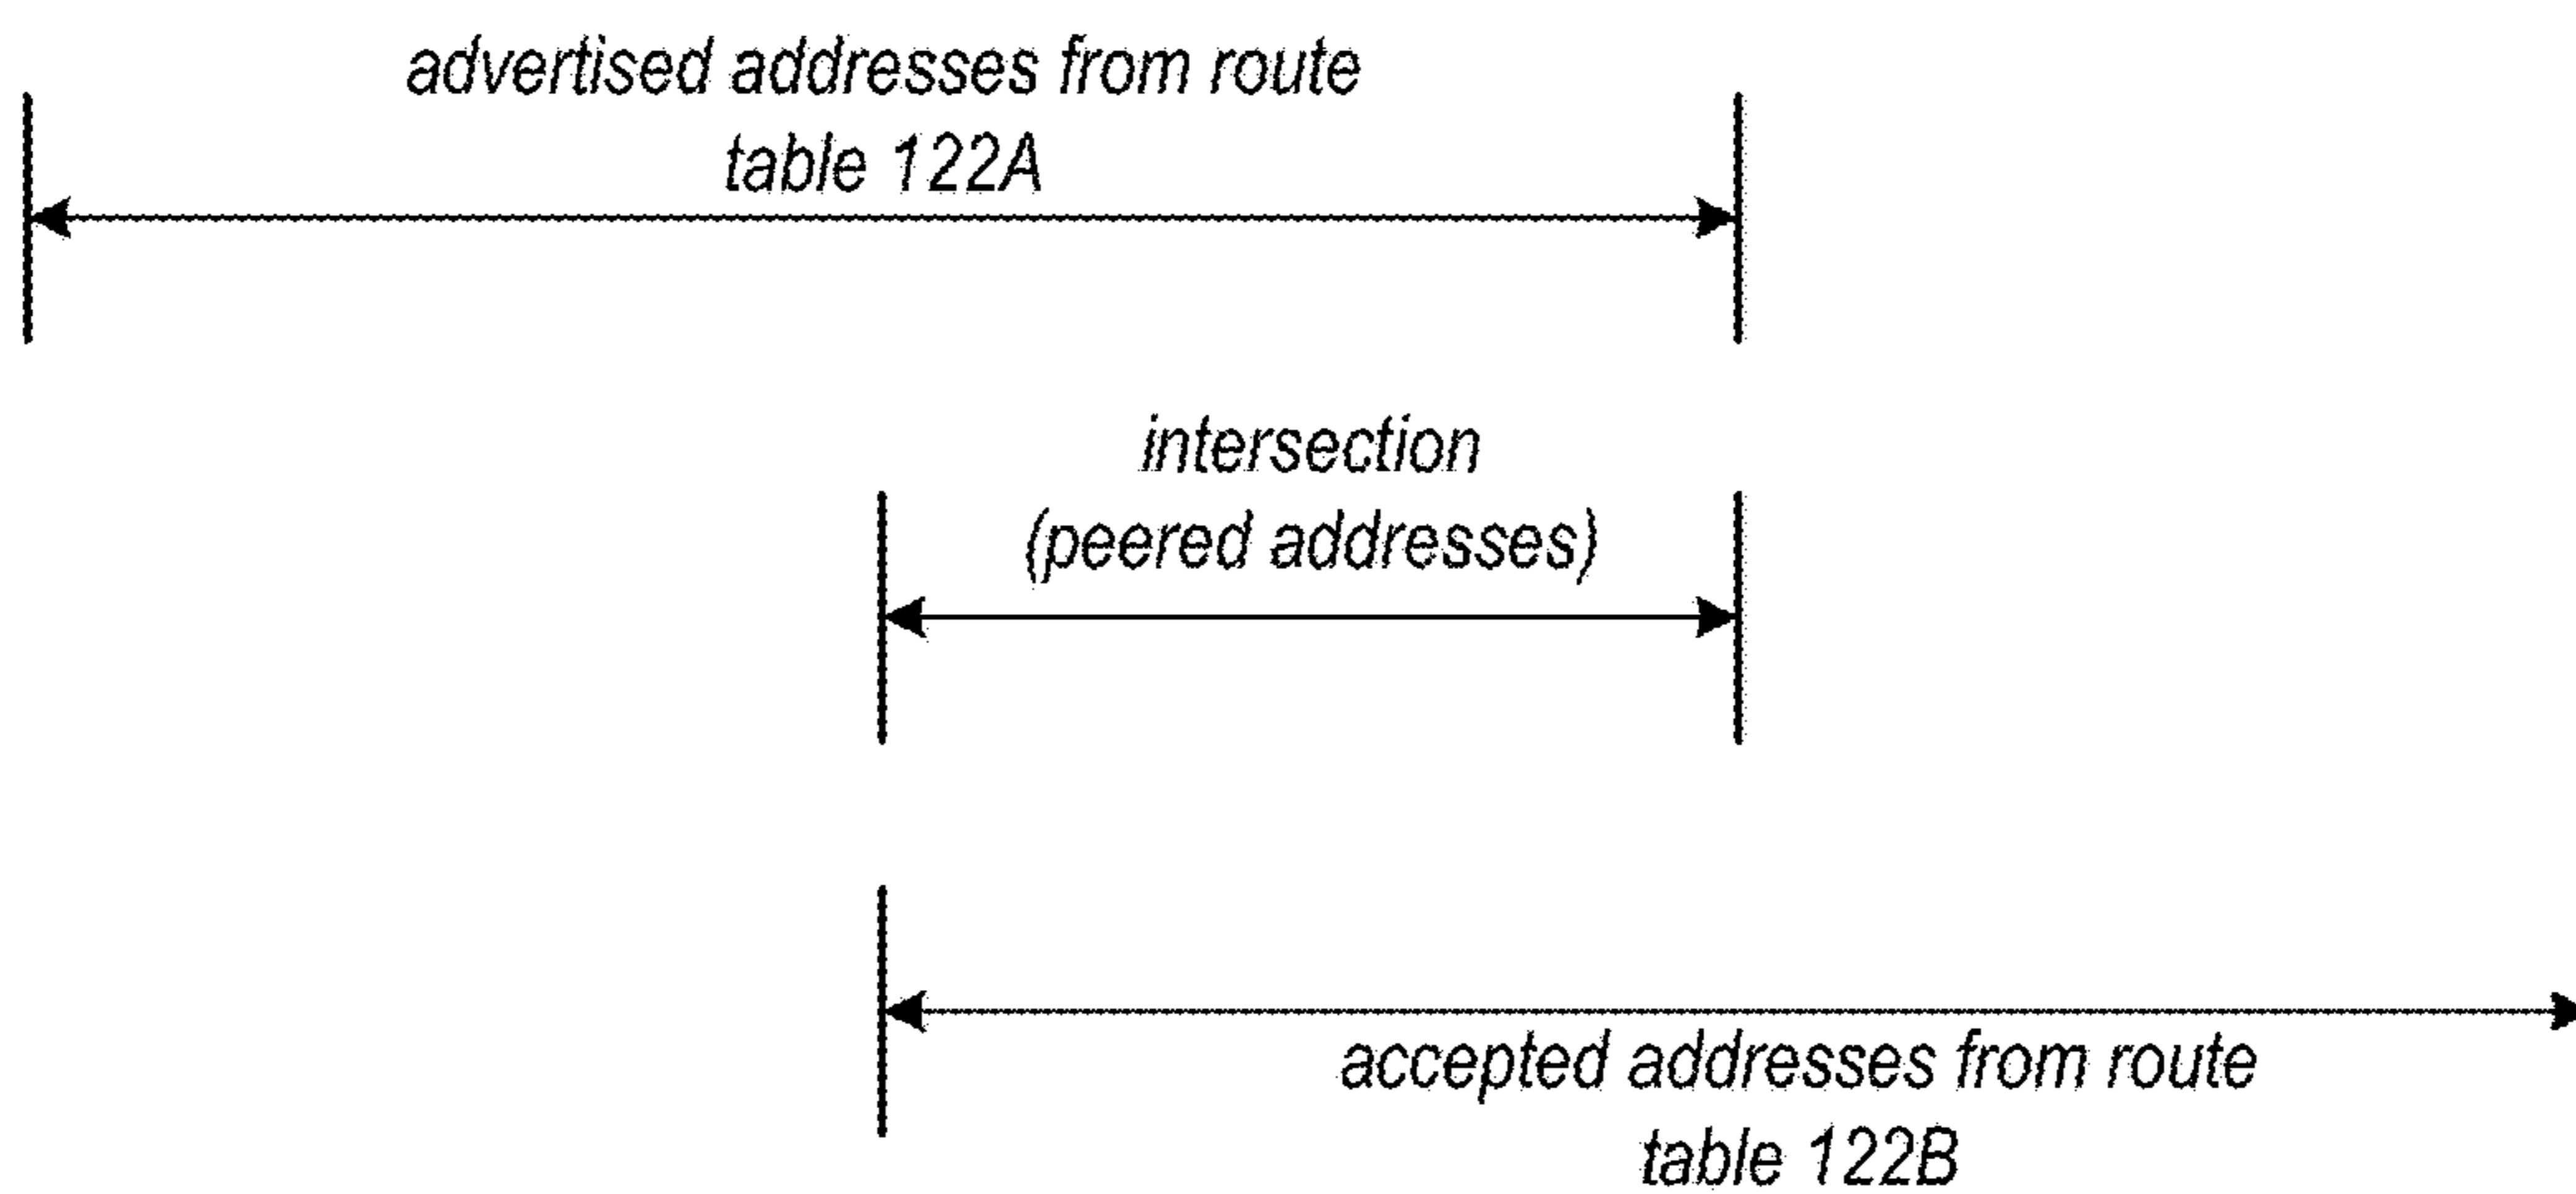 advertised addresses from route
table 122A
intersection
(peered addresses)
accepted addresses from route
table 122B